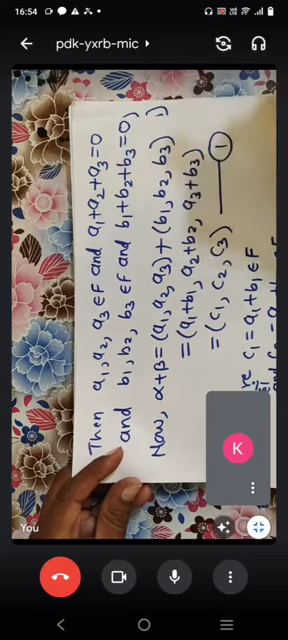 16:54
pdk-yxrb-mic
Then a1, a2, a3 ∈ F and a1+a2+a3=0
and b1, b2, b3 ∈ F and b1+b2+b3=0,
Now, α+β=(a1, a2, a3)+(b1, b2, b3)
=(a1+b1, a2+b2, a3+b3)
=(c1, c2, c3) —— 1
c1=a1+b1 ∈ F
K
You